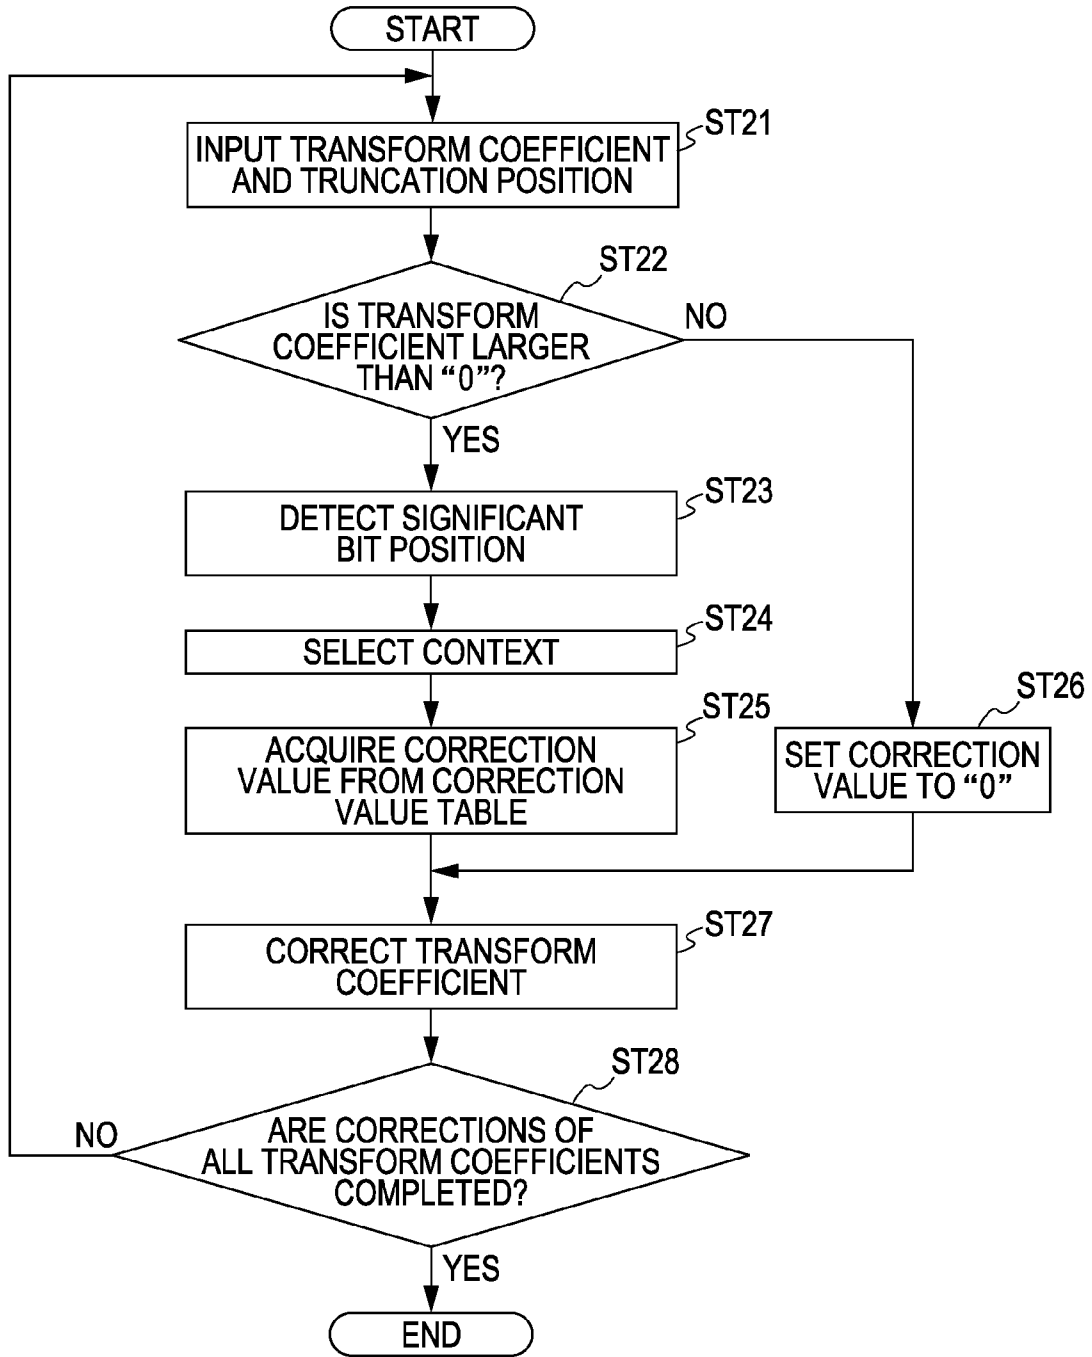 START
ST21
INPUT TRANSFORM COEFFICIENT
AND TRUNCATION POSITION
ST22
IS TRANSFORM
COEFFICIENT LARGER
THAN “0”?
NO
YES
ST23
DETECT SIGNIFICANT
BIT POSITION
ST24
SELECT CONTEXT
ST25
ACQUIRE CORRECTION
VALUE FROM CORRECTION
VALUE TABLE
ST26
SET CORRECTION
VALUE TO “0”
ST27
CORRECT TRANSFORM
COEFFICIENT
ST28
ARE CORRECTIONS OF
ALL TRANSFORM COEFFICIENTS
COMPLETED?
NO
YES
END